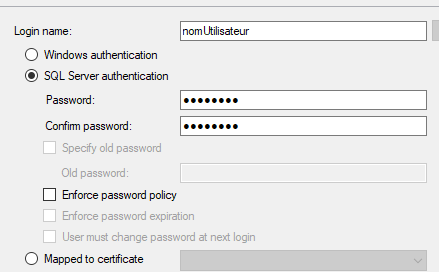 Login name: nomUtilisateur
Windows authentication
SQL Server authentication
Password: ●●●●●●●●
Confirm password: ●●●●●●●●
Specify old password
Old password:
Enforce password policy
Enforce password expiration
User must change password at next login
Mapped to certificate